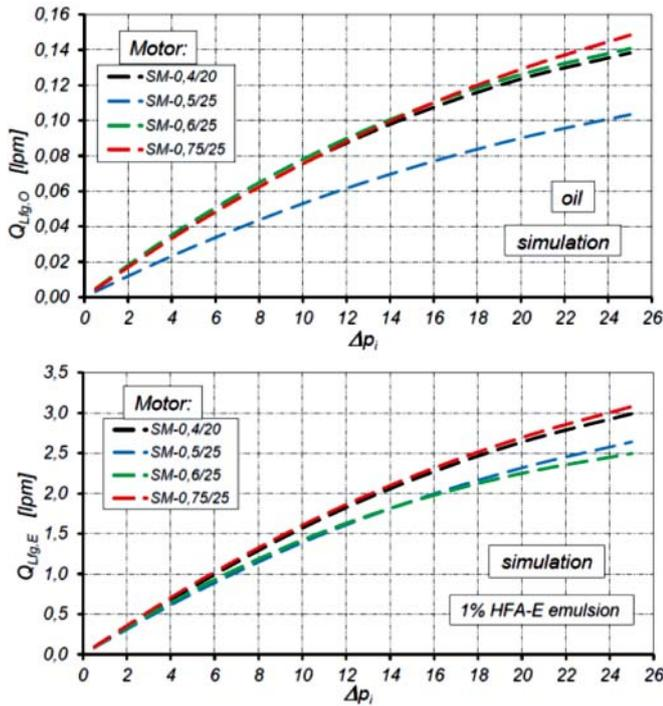 0,16
0,14
0,12
0,10
0,08
0,06
0,04
0,02
0,00
Q_Lfg,O [lpm]
Motor:
SM-0,4/20
SM-0,5/25
SM-0,6/25
SM-0,75/25
oil
simulation
0 2 4 6 8 10 12 14 16 18 20 22 24 26
Δp_i
3,5
3,0
2,5
2,0
1,5
1,0
0,5
0,0
Q_Lfg,E [lpm]
Motor:
SM-0,4/20
SM-0,5/25
SM-0,6/25
SM-0,75/25
simulation
1% HFA-E emulsion
0 2 4 6 8 10 12 14 16 18 20 22 24 26
Δp_i